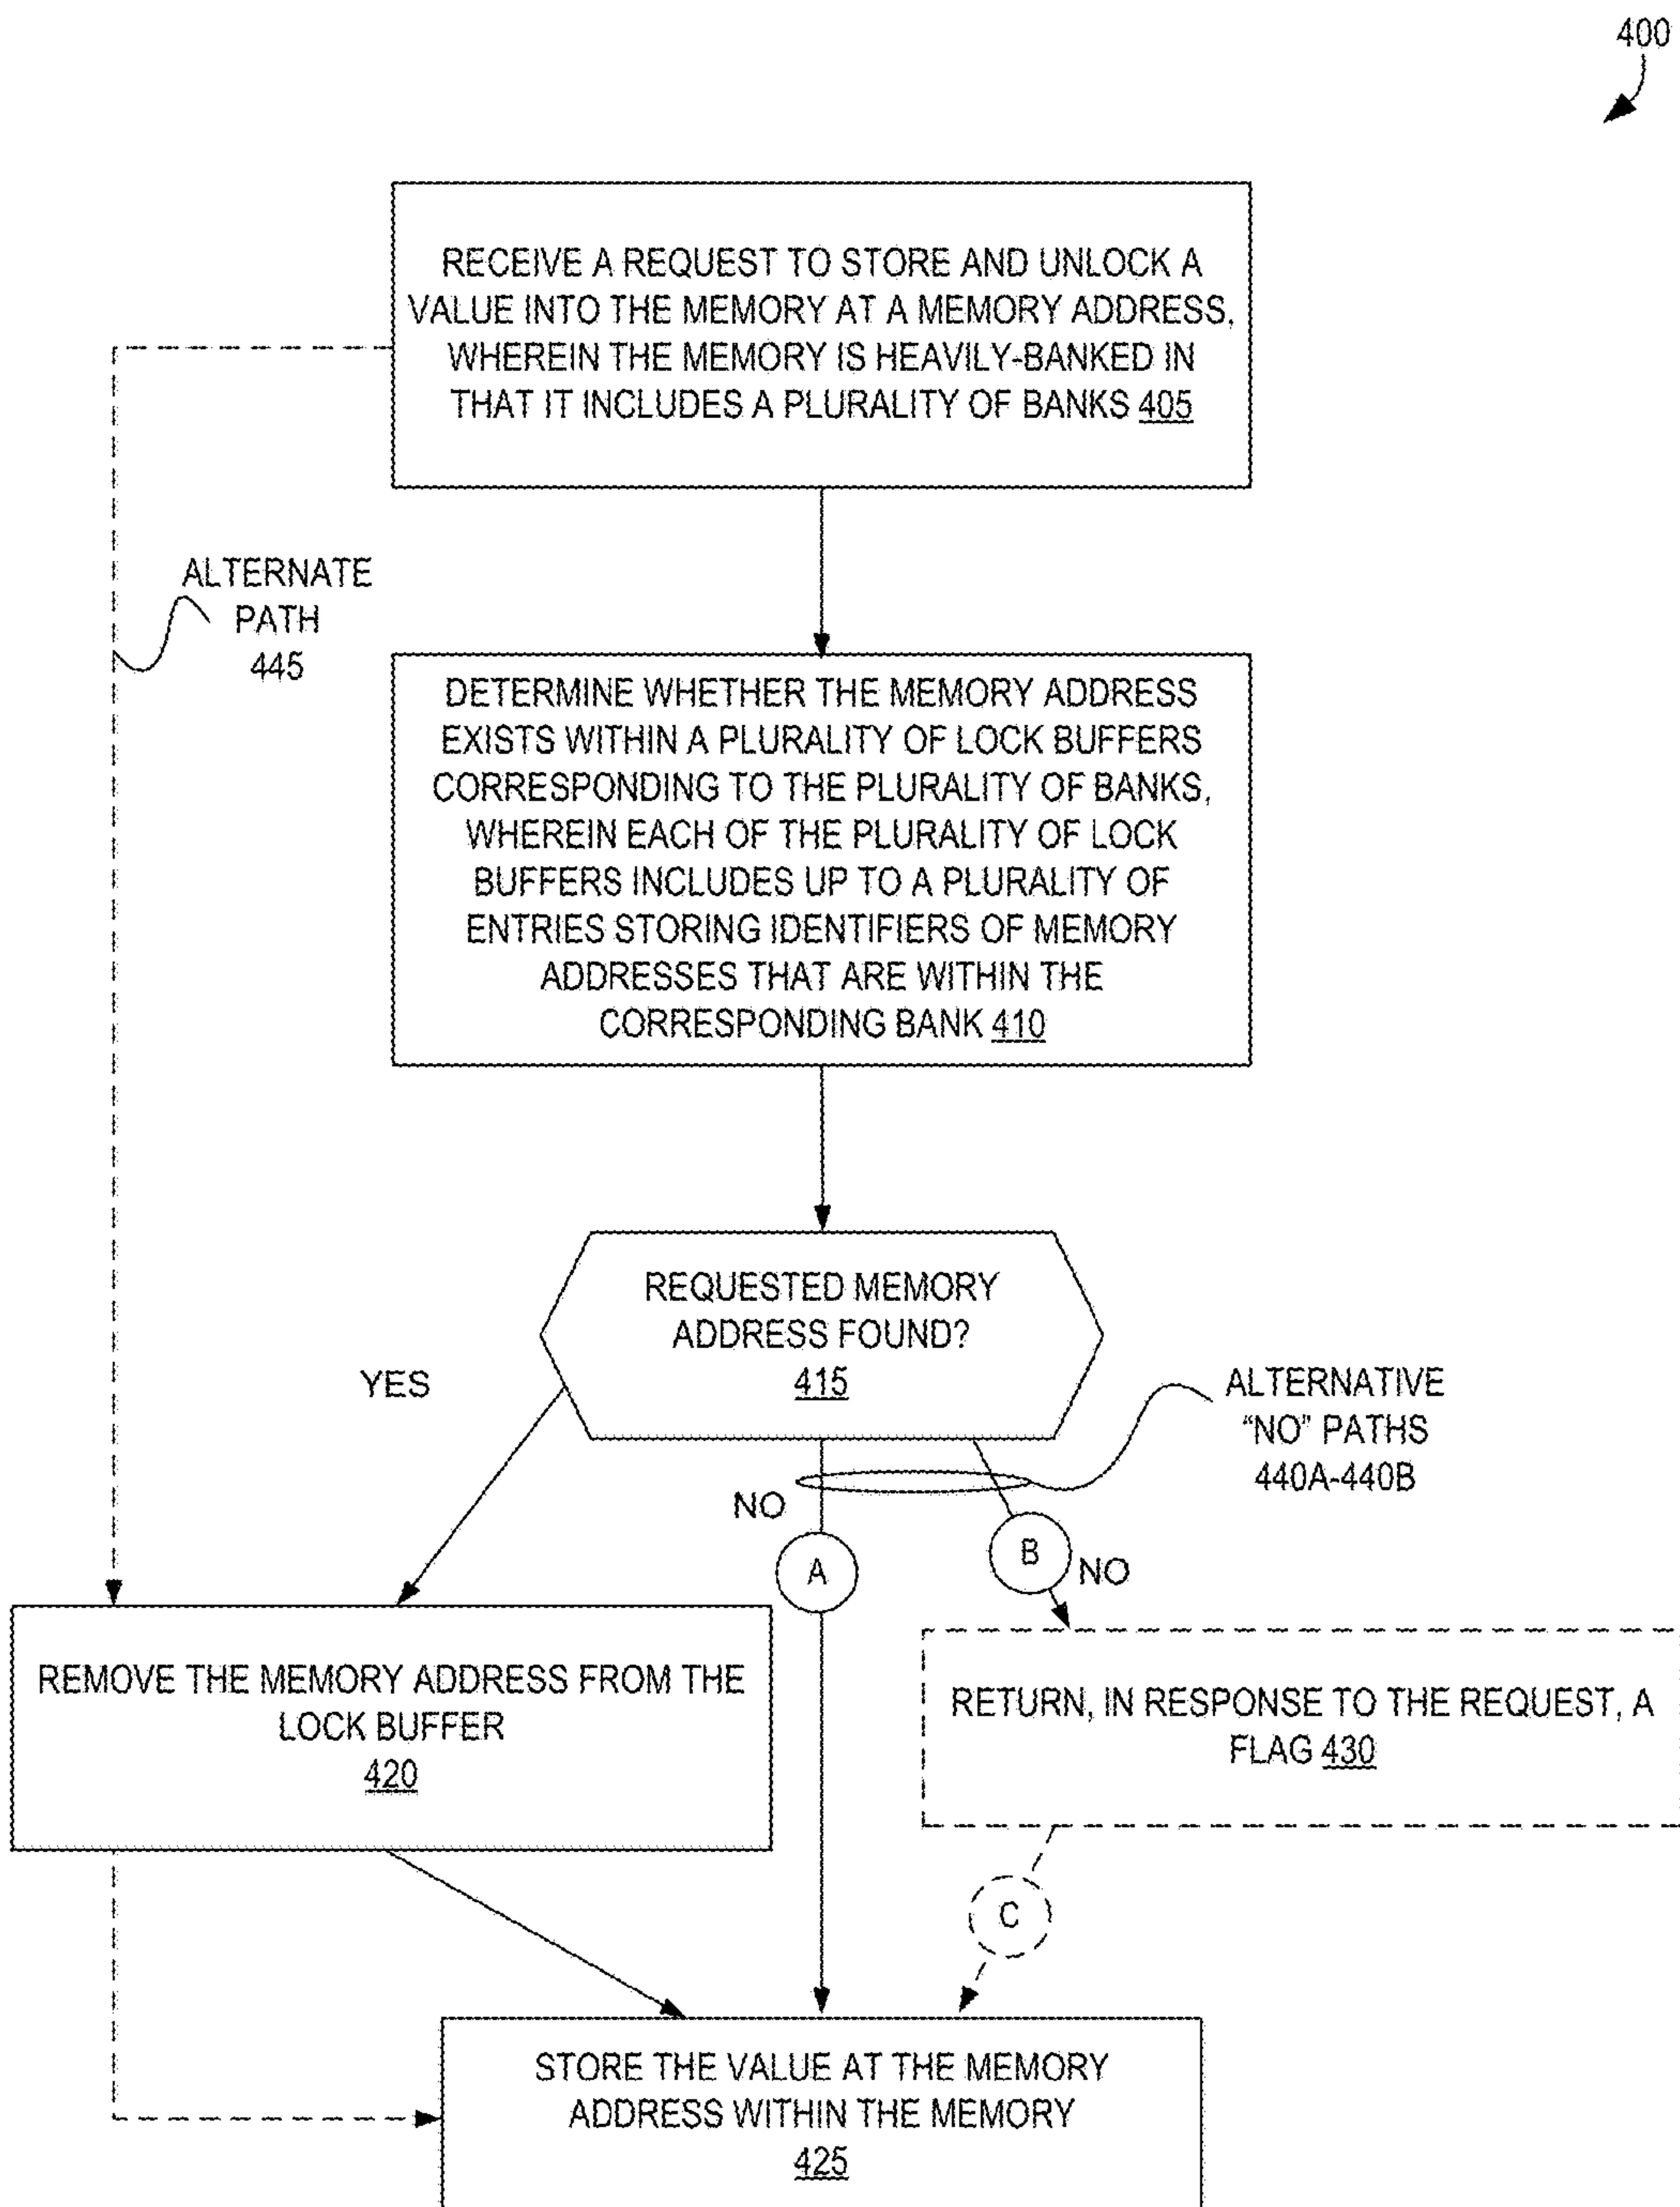 400
RECEIVE A REQUEST TO STORE AND UNLOCK A
VALUE INTO THE MEMORY AT A MEMORY ADDRESS,
WHEREIN THE MEMORY IS HEAVILY-BANKED IN
THAT IT INCLUDES A PLURALITY OF BANKS 405
ALTERNATE
PATH
445
DETERMINE WHETHER THE MEMORY ADDRESS
EXISTS WITHIN A PLURALITY OF LOCK BUFFERS
CORRESPONDING TO THE PLURALITY OF BANKS,
WHEREIN EACH OF THE PLURALITY OF LOCK
BUFFERS INCLUDES UP TO A PLURALITY OF
ENTRIES STORING IDENTIFIERS OF MEMORY
ADDRESSES THAT ARE WITHIN THE
CORRESPONDING BANK 410
REQUESTED MEMORY
ADDRESS FOUND?
415
YES
ALTERNATIVE
"NO" PATHS
440A-440B
NO
A
B
NO
REMOVE THE MEMORY ADDRESS FROM THE
LOCK BUFFER
420
RETURN, IN RESPONSE TO THE REQUEST, A
FLAG 430
C
STORE THE VALUE AT THE MEMORY
ADDRESS WITHIN THE MEMORY
425